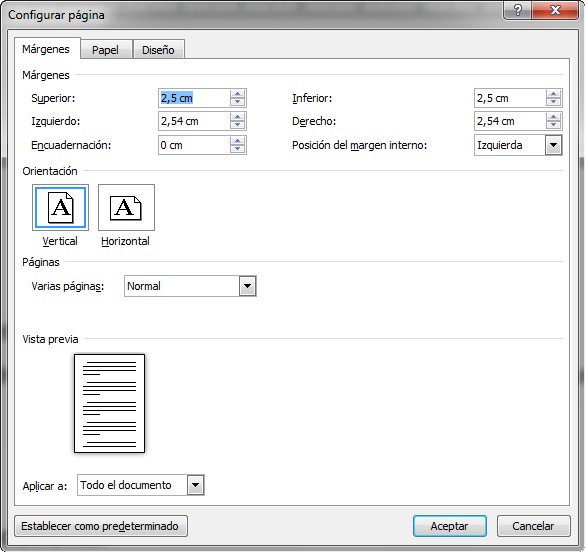 Configurar página
Márgenes Papel Diseño
Márgenes
Superior: 2,5 cm Inferior: 2,5 cm
Izquierdo: 2,54 cm Derecho: 2,54 cm
Encuadernación: 0 cm Posición del margen interno: Izquierda
Orientación
A A
Vertical Horizontal
Páginas
Varias páginas: Normal
Vista previa
Aplicar a: Todo el documento
Establecer como predeterminado Aceptar Cancelar